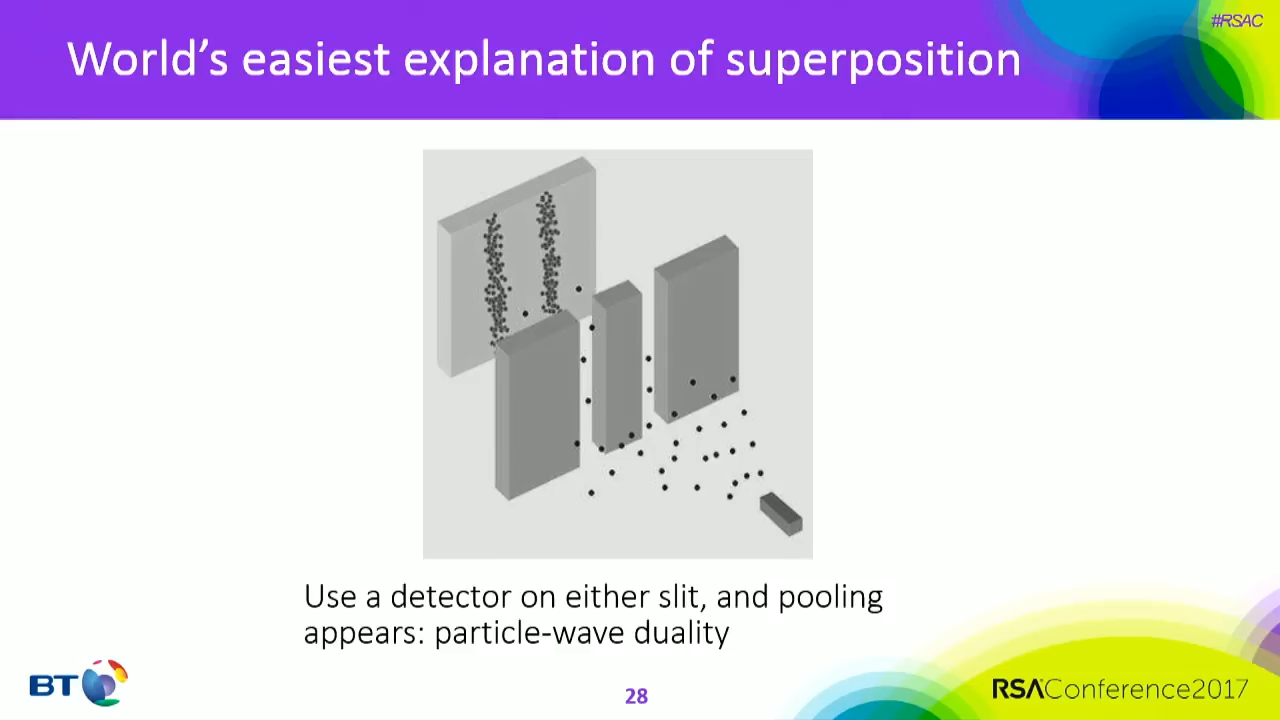 #RSAC
World's easiest explanation of superposition
Use a detector on either slit, and pooling
appears: particle-wave duality
BT
28
RSAConference2017